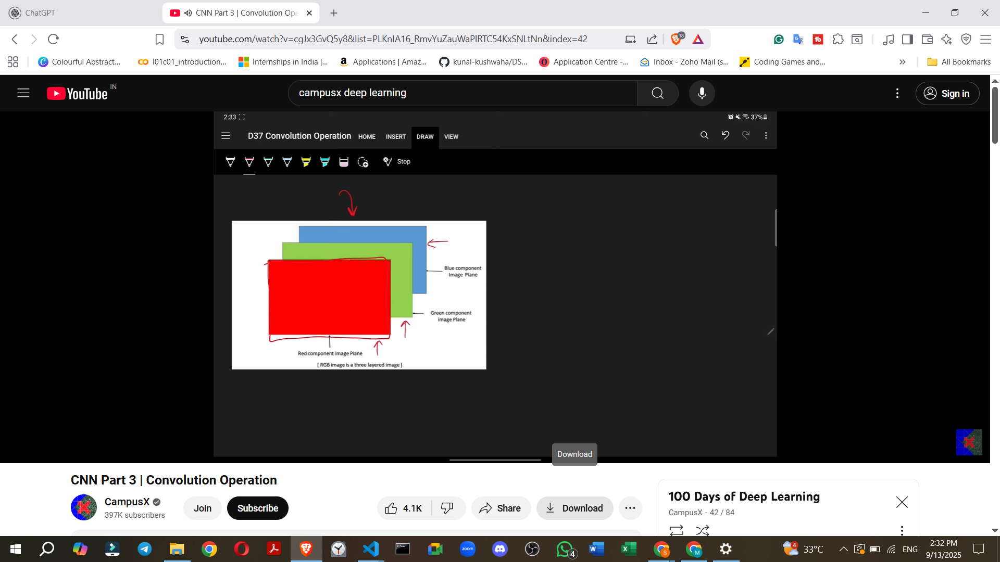 ChatGPT
CNN Part 3 | Convolution Ope
youtube.com/watch?v=cgJx3GvQ5y8&list=PLKnIA16_RmvYuZauWaPlRTC54KxSNLtNn&index=42
18
Colourful Abstract...
l01c01_introduction...
Internships in India |...
Applications | Amaz...
kunal-kushwaha/DS...
Application Centre -...
Inbox - Zoho Mail (s...
Coding Games and...
All Bookmarks
YouTube IN
campusx deep learning
Sign in
2:33
37%
D37 Convolution Operation
HOME
INSERT
DRAW
VIEW
Stop
Blue component
Image Plane
Green component
image Plane
Red component image Plane
[ RGB image is a three layered image ]
Download
CNN Part 3 | Convolution Operation
CampusX
397K subscribers
Join
Subscribe
4.1K
Share
Download
100 Days of Deep Learning
CampusX - 42 / 84
zoom
4
4
33°C
ENG
2:32 PM
9/13/2025